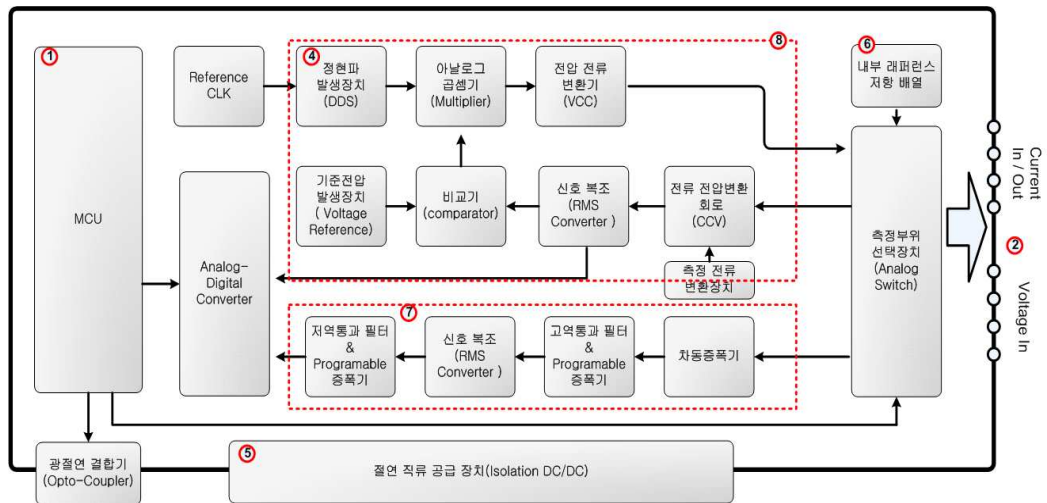 ①
MCU
Reference
CLK
④
정현파
발생장치
(DDS)
아날로그
곱셈기
(Multiplier)
전압 전류
변환기
(VCC)
⑧
⑥
내부 래퍼런스
저항 배열
기준전압
발생장치
( Voltage
Reference)
비교기
(comparator)
신호 복조
(RMS
Converter )
전류 전압변환
회로
(CCV)
측정 전류
변환장치
Analog-
Digital
Converter
측정부위
선택장치
(Analog
Switch)
Current
In / Out
②
Voltage In
⑦
저역통과 필터
&
Programable
증폭기
신호 복조
(RMS
Converter )
고역통과 필터
&
Programable
증폭기
차동증폭기
광절연 결합기
(Opto-Coupler)
⑤
절연 직류 공급 장치(Isolation DC/DC)